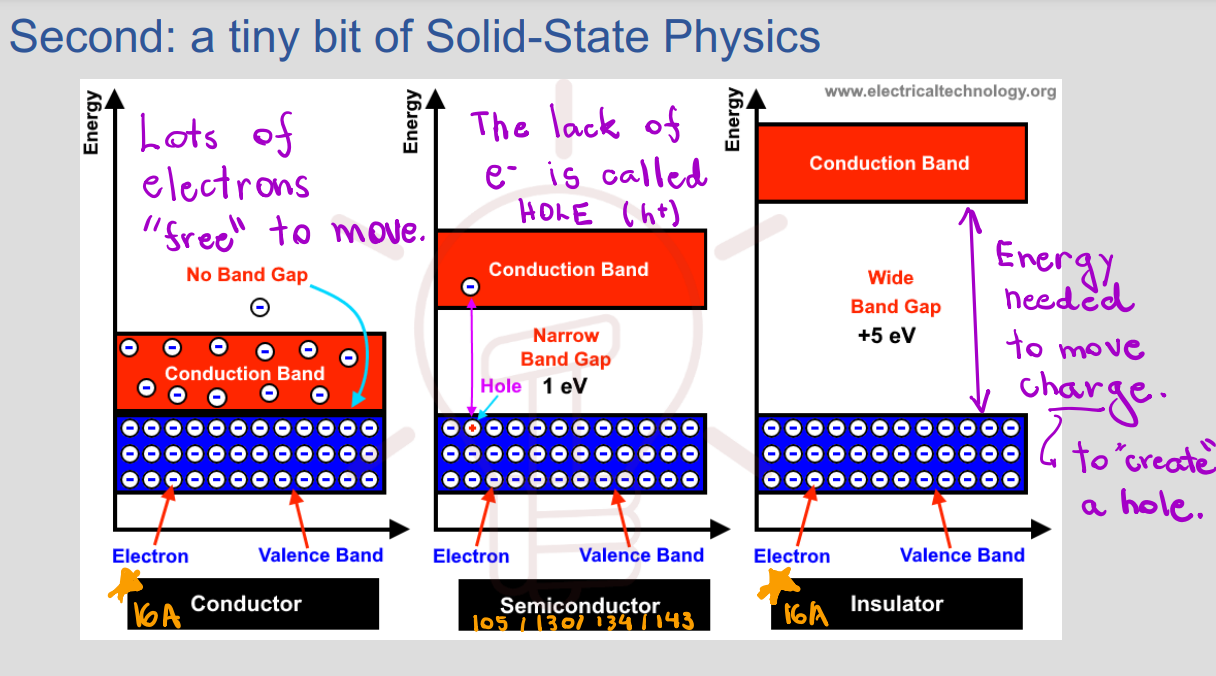 Second: a tiny bit of Solid-State Physics
www.electricaltechnology.org
Energy
Lots of
electrons
"free" to move.
No Band Gap
Conduction Band
Electron
Valence Band
Conductor
16A
Energy
The lack of
e⁻ is called
HOLE (h+)
Conduction Band
Narrow
Band Gap
Hole 1 eV
Electron
Valence Band
Semiconductor
105 / 130 / 134 / 143
Energy
Conduction Band
Wide
Band Gap
+5 eV
Energy
needed
to move
charge.
to "create"
a hole.
Electron
Valence Band
Insulator
16A